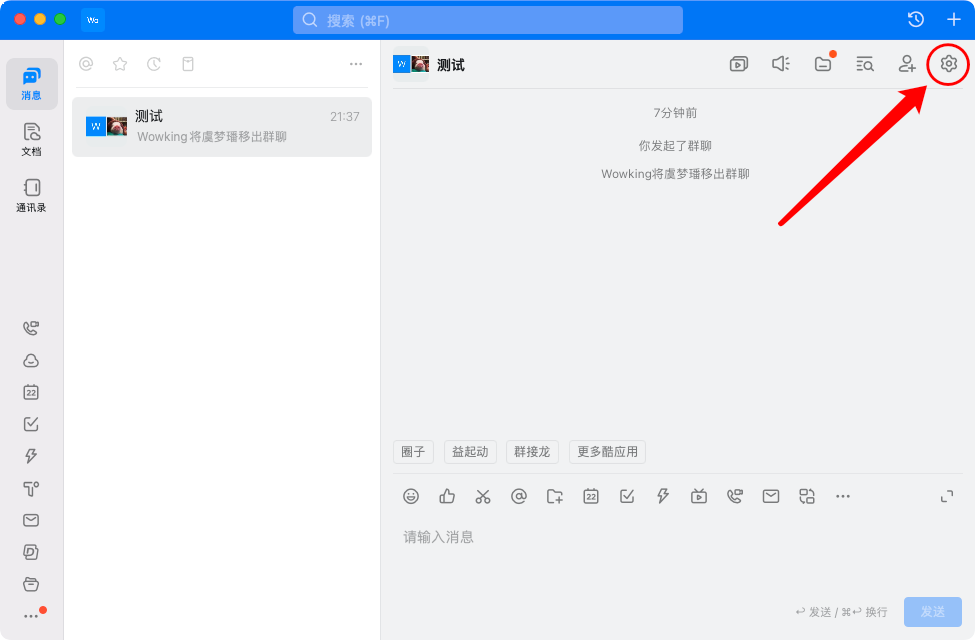 Wo
搜索 (⌘F)
消息
文档
通讯录
22
W
测试
21:37
Wowking将虞梦璠移出群聊
W
测试
7分钟前
你发起了群聊
Wowking将虞梦璠移出群聊
圈子
益起动
群接龙
更多酷应用
22
请输入消息
↩ 发送 / ⌘↩ 换行
发送